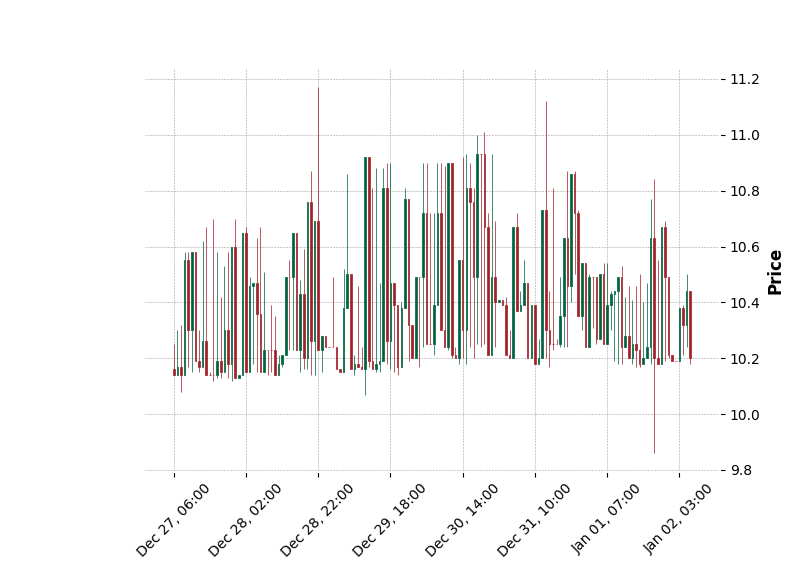 11.2
11.0
10.8
10.6
10.4
10.2
10.0
9.8
Price
Dec 27, 06:00
Dec 28, 02:00
Dec 28, 22:00
Dec 29, 18:00
Dec 30, 14:00
Dec 31, 10:00
Jan 01, 07:00
Jan 02, 03:00